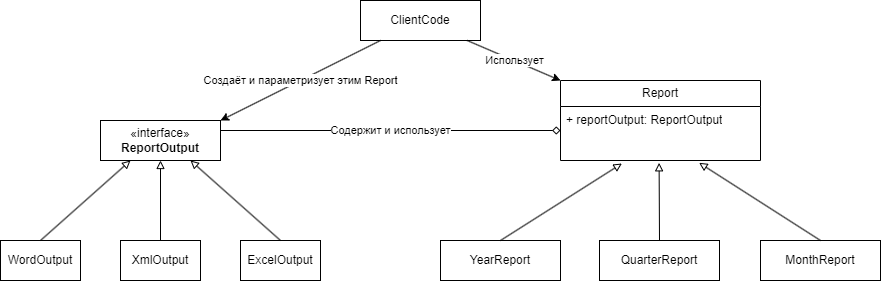 ClientCode
Использует
Создаёт и параметризует этим Report
Report
+ reportOutput: ReportOutput
«interface»
ReportOutput
Содержит и использует
WordOutput
XmlOutput
ExcelOutput
YearReport
QuarterReport
MonthReport